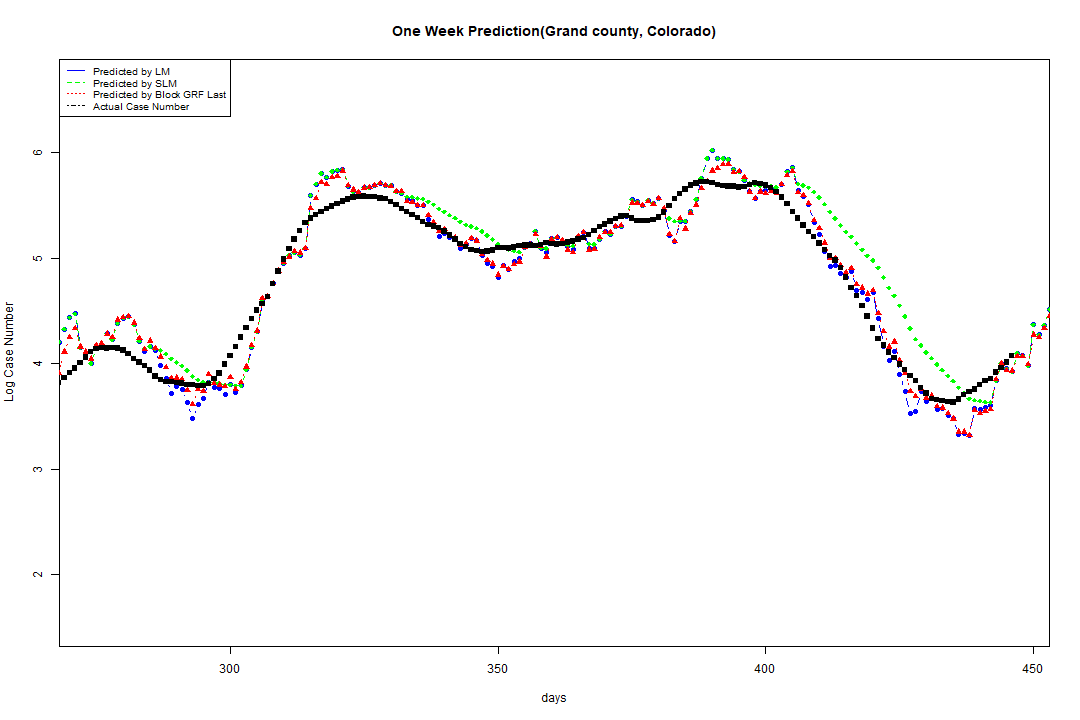 One Week Prediction(Grand county, Colorado)
Predicted by LM
Predicted by SLM
Predicted by Block GRF Last
Actual Case Number
6
5
4
3
2
Log Case Number
300 350 400 450
days